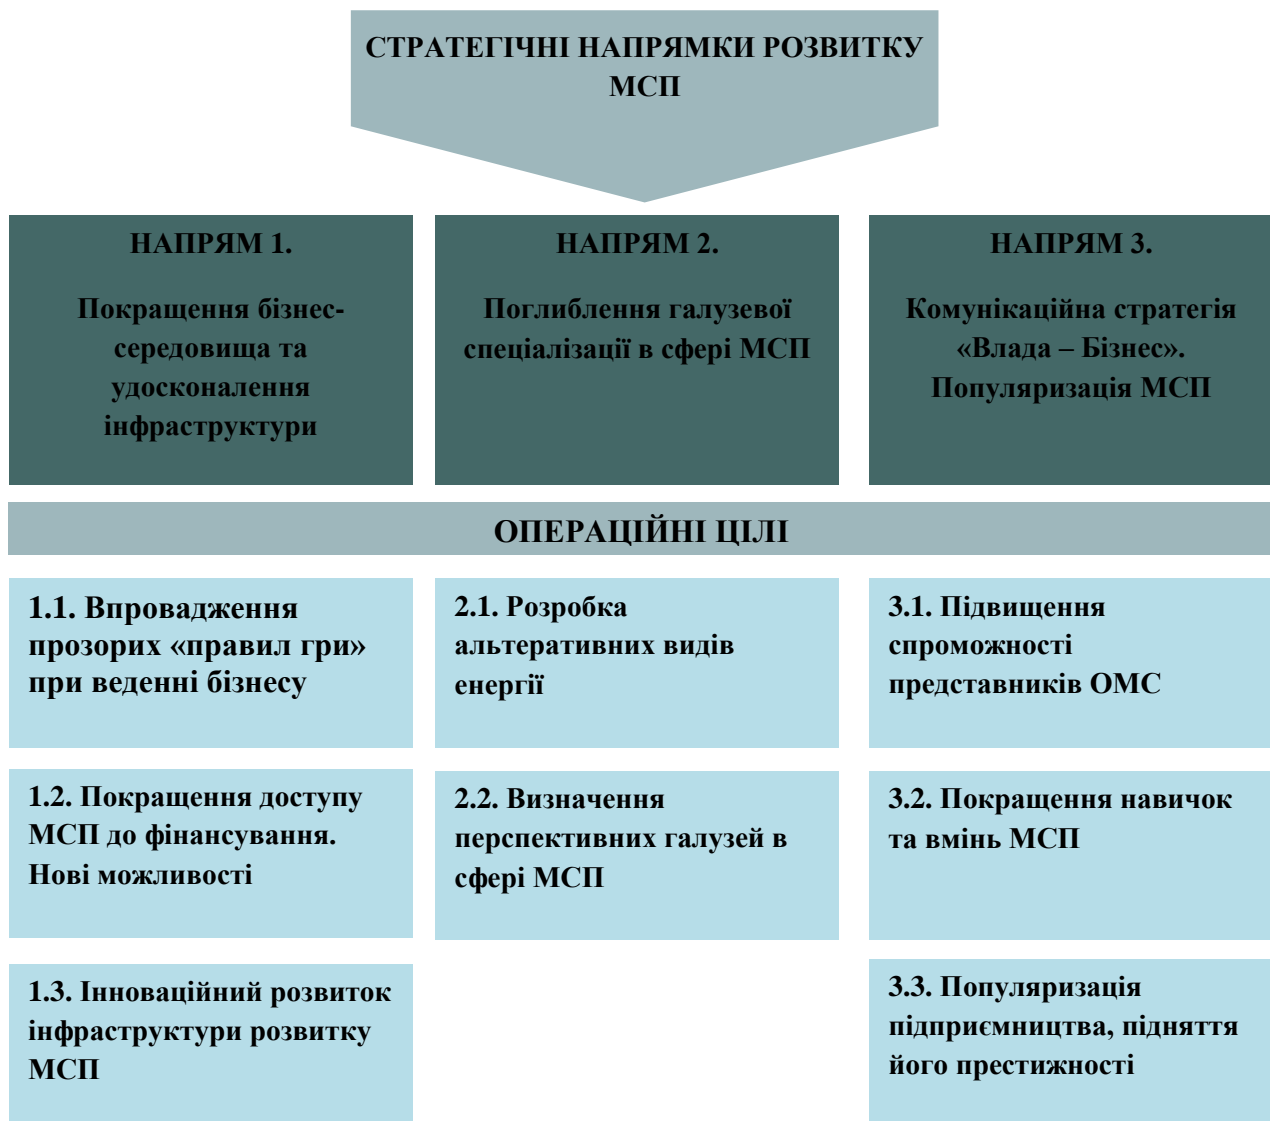 СТРАТЕГІЧНІ НАПРЯМКИ РОЗВИТКУ
МСП
НАПРЯМ 1.
Покращення бізнес-
середовища та
удосконалення
інфраструктури
НАПРЯМ 2.
Поглиблення галузевої
спеціалізації в сфері МСП
НАПРЯМ 3.
Комунікаційна стратегія
«Влада – Бізнес».
Популяризація МСП
ОПЕРАЦІЙНІ ЦІЛІ
1.1. Впровадження
прозорих «правил гри»
при веденні бізнесу
2.1. Розробка
альтеративних видів
енергії
3.1. Підвищення
спроможності
представників ОМС
1.2. Покращення доступу
МСП до фінансування.
Нові можливості
2.2. Визначення
перспективних галузей в
сфері МСП
3.2. Покращення навичок
та вмінь МСП
1.3. Інноваційний розвиток
інфраструктури розвитку
МСП
3.3. Популяризація
підприємництва, підняття
його престижності